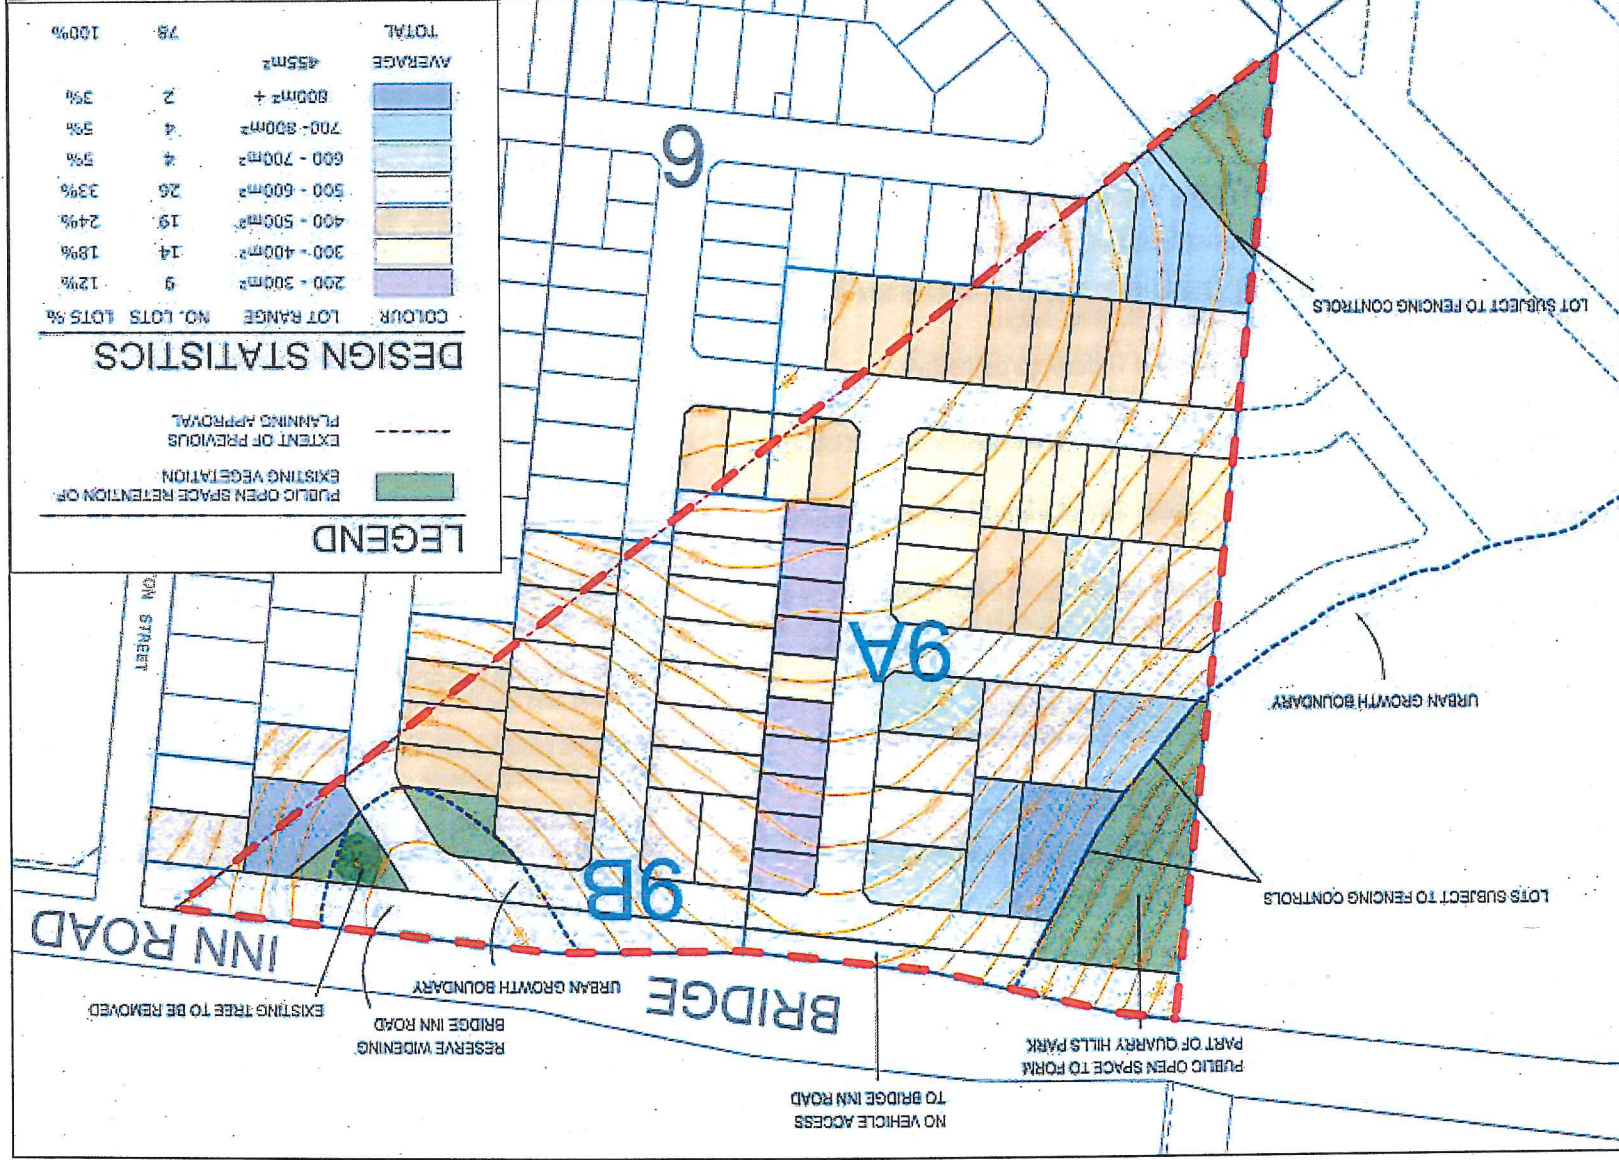 NO VEHICLE ACCESS
TO BRIDGE INN ROAD
PUBLIC OPEN SPACE TO FORM
PART OF QUARRY HILLS PARK
RESERVE WIDENING
BRIDGE INN ROAD
EXISTING TREE TO BE REMOVED
URBAN GROWTH BOUNDARY
BRIDGE
INN ROAD
LOTS SUBJECT TO FENCING CONTROLS
9B
URBAN GROWTH BOUNDARY
9A
ON STREET
LOT SUBJECT TO FENCING CONTROLS
6
LEGEND
PUBLIC OPEN SPACE RETENTION OF
EXISTING VEGETATION
EXTENT OF PREVIOUS
PLANNING APPROVAL
DESIGN STATISTICS
COLOUR LOT RANGE NO. LOTS LOTS %
200 - 300m² 9 12%
300 - 400m² 14 18%
400 - 500m² 19 24%
500 - 600m² 26 33%
600 - 700m² 4 5%
700 - 800m² 4 5%
800m² + 2 3%
AVERAGE 455m²
TOTAL 78 100%